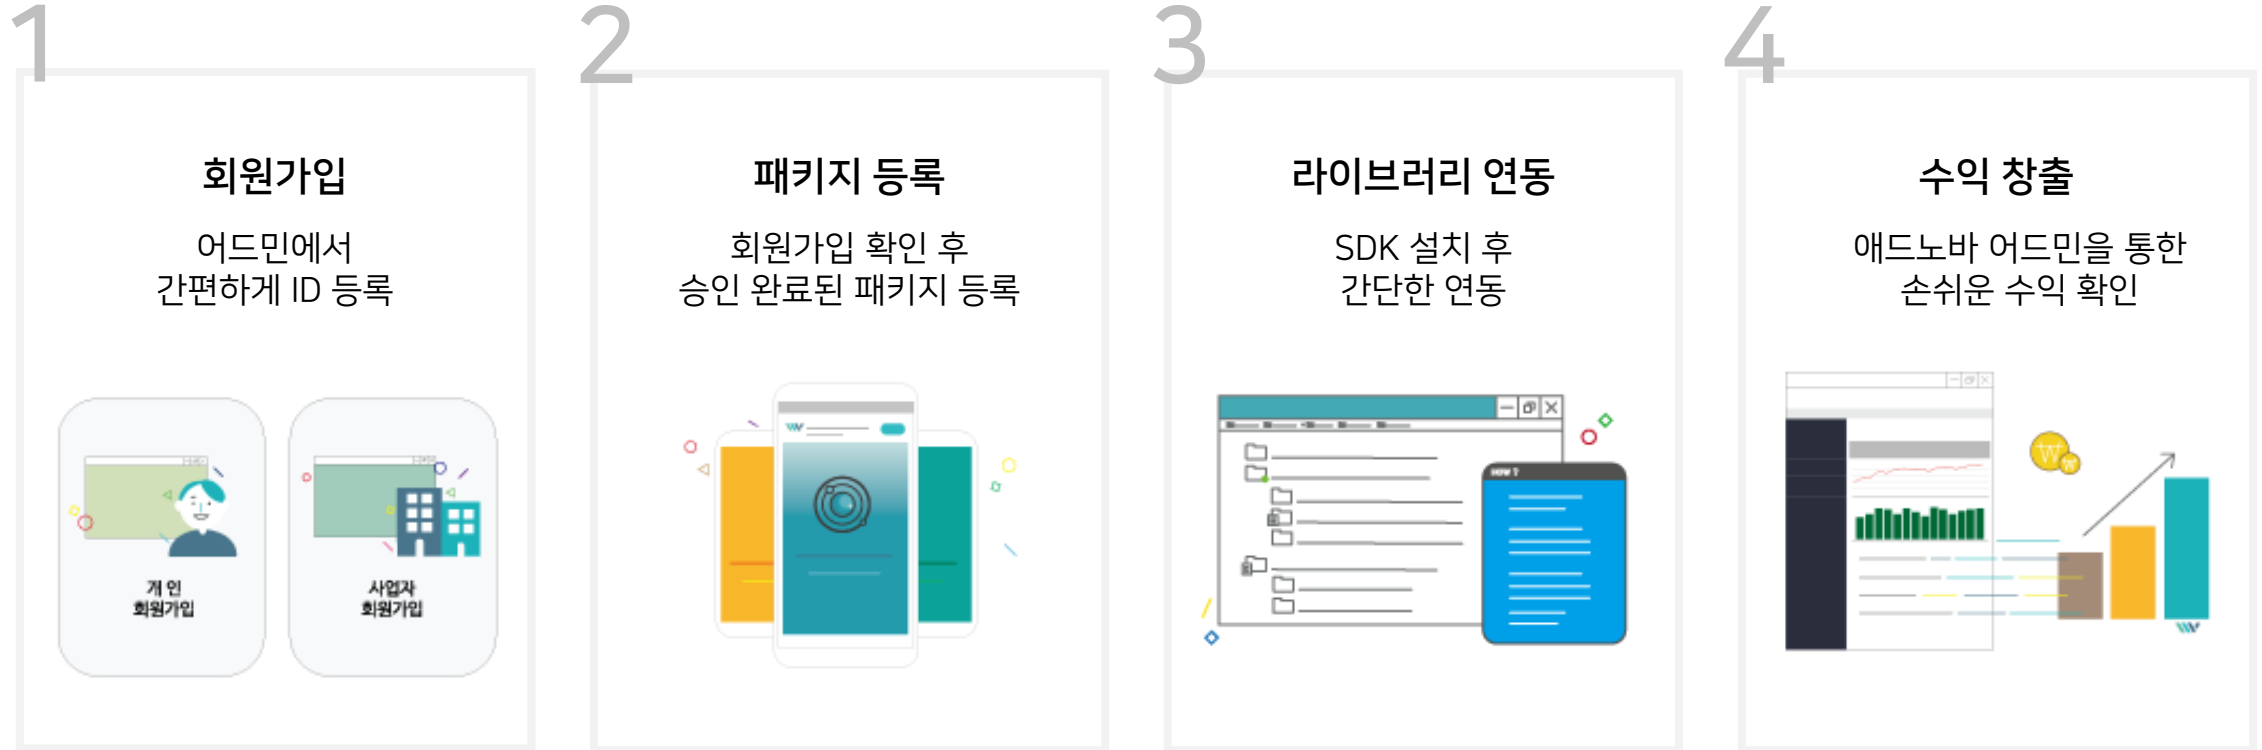 1
회원가입
어드민에서
간편하게 ID 등록
개인
회원가입
사업자
회원가입
2
패키지 등록
회원가입 확인 후
승인 완료된 패키지 등록
3
라이브러리 연동
SDK 설치 후
간단한 연동
HOW ?
4
수익 창출
애드노바 어드민을 통한
손쉬운 수익 확인
W
W